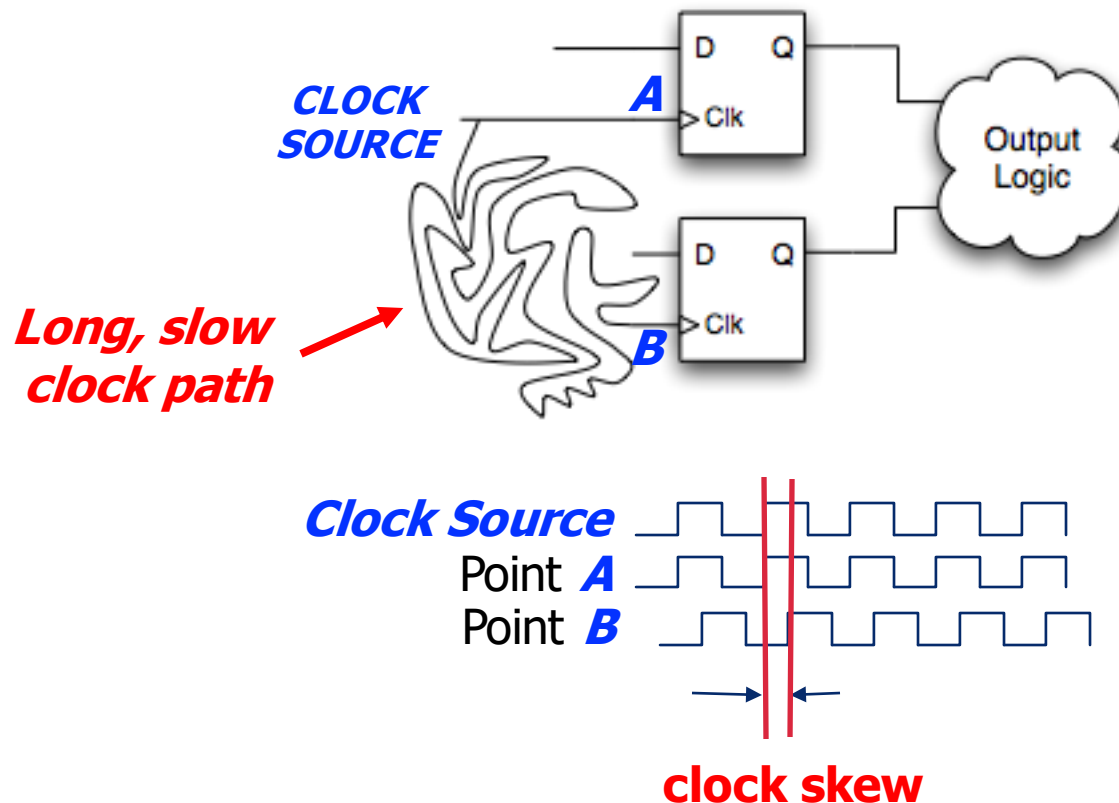 D Q
CLOCK
SOURCE
A
Clk
Output
Logic
D Q
Long, slow
clock path
B
Clk
Clock Source
Point A
Point B
clock skew